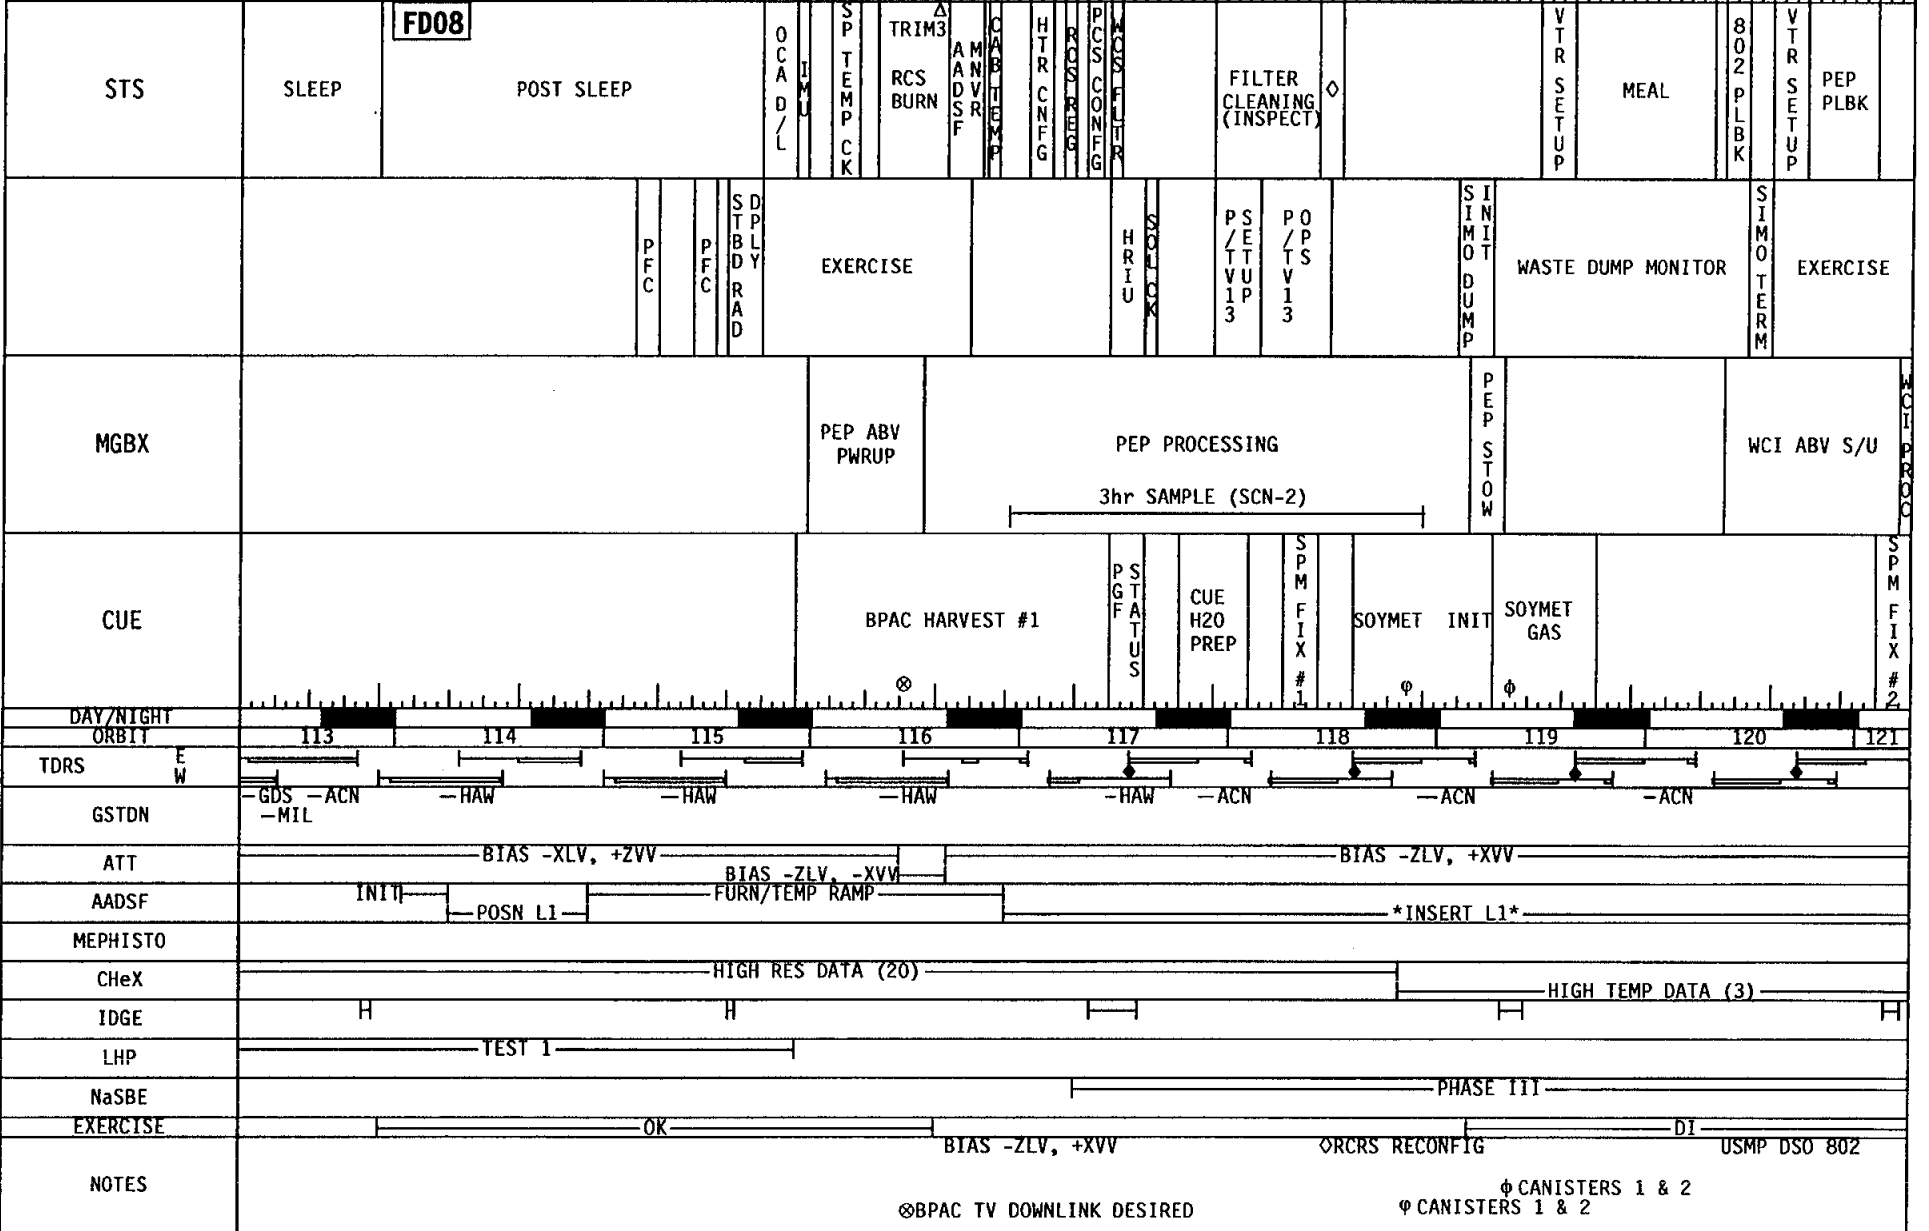 FD08
STS
SLEEP
POST SLEEP
OCA D/L
IMU
SP TEMP CK
TRIM3
RCS
BURN
AADSF
MNVR
CAB TEMP
HTR CNFG
RCS REG
PCS CONFG
WCS FLTR
FILTER
CLEANING
(INSPECT)
◊
VTR SETUP
MEAL
802 PLBK
VTR SETUP
PEP
PLBK
PFC
PFC
STBD RAD
DPLY
EXERCISE
HRIU
SOL CK
P/TV13
SETUP
P/TV13
OPS
SIMO DUMP
INIT
WASTE DUMP MONITOR
SIMO TERM
EXERCISE
MGBX
PEP ABV
PWRUP
PEP PROCESSING
3hr SAMPLE (SCN-2)
PEP STOW
WCI ABV S/U
WCI PROC
CUE
BPAC HARVEST #1
PGF
STATUS
CUE
H2O
PREP
SPM FIX #1
SOYMET INIT
SOYMET
GAS
SPM FIX #2
⊗
φ
ϕ
DAY/NIGHT
ORBIT
113 114 115 116 117 118 119 120 121
TDRS
E
W
GSTDN
—GDS —ACN —HAW —HAW —HAW —HAW —ACN —ACN —ACN
—MIL
ATT
BIAS -XLV, +ZVV
BIAS -ZLV, -XVV
BIAS -ZLV, +XVV
AADSF
INIT
POSN L1
FURN/TEMP RAMP
*INSERT L1*
MEPHISTO
CHeX
HIGH RES DATA (20)
HIGH TEMP DATA (3)
IDGE
LHP
TEST 1
NaSBE
PHASE III
EXERCISE
OK
DI
NOTES
BIAS -ZLV, +XVV
◊RCRS RECONFIG
USMP DSO 802
ϕ CANISTERS 1 & 2
φ CANISTERS 1 & 2
⊗BPAC TV DOWNLINK DESIRED